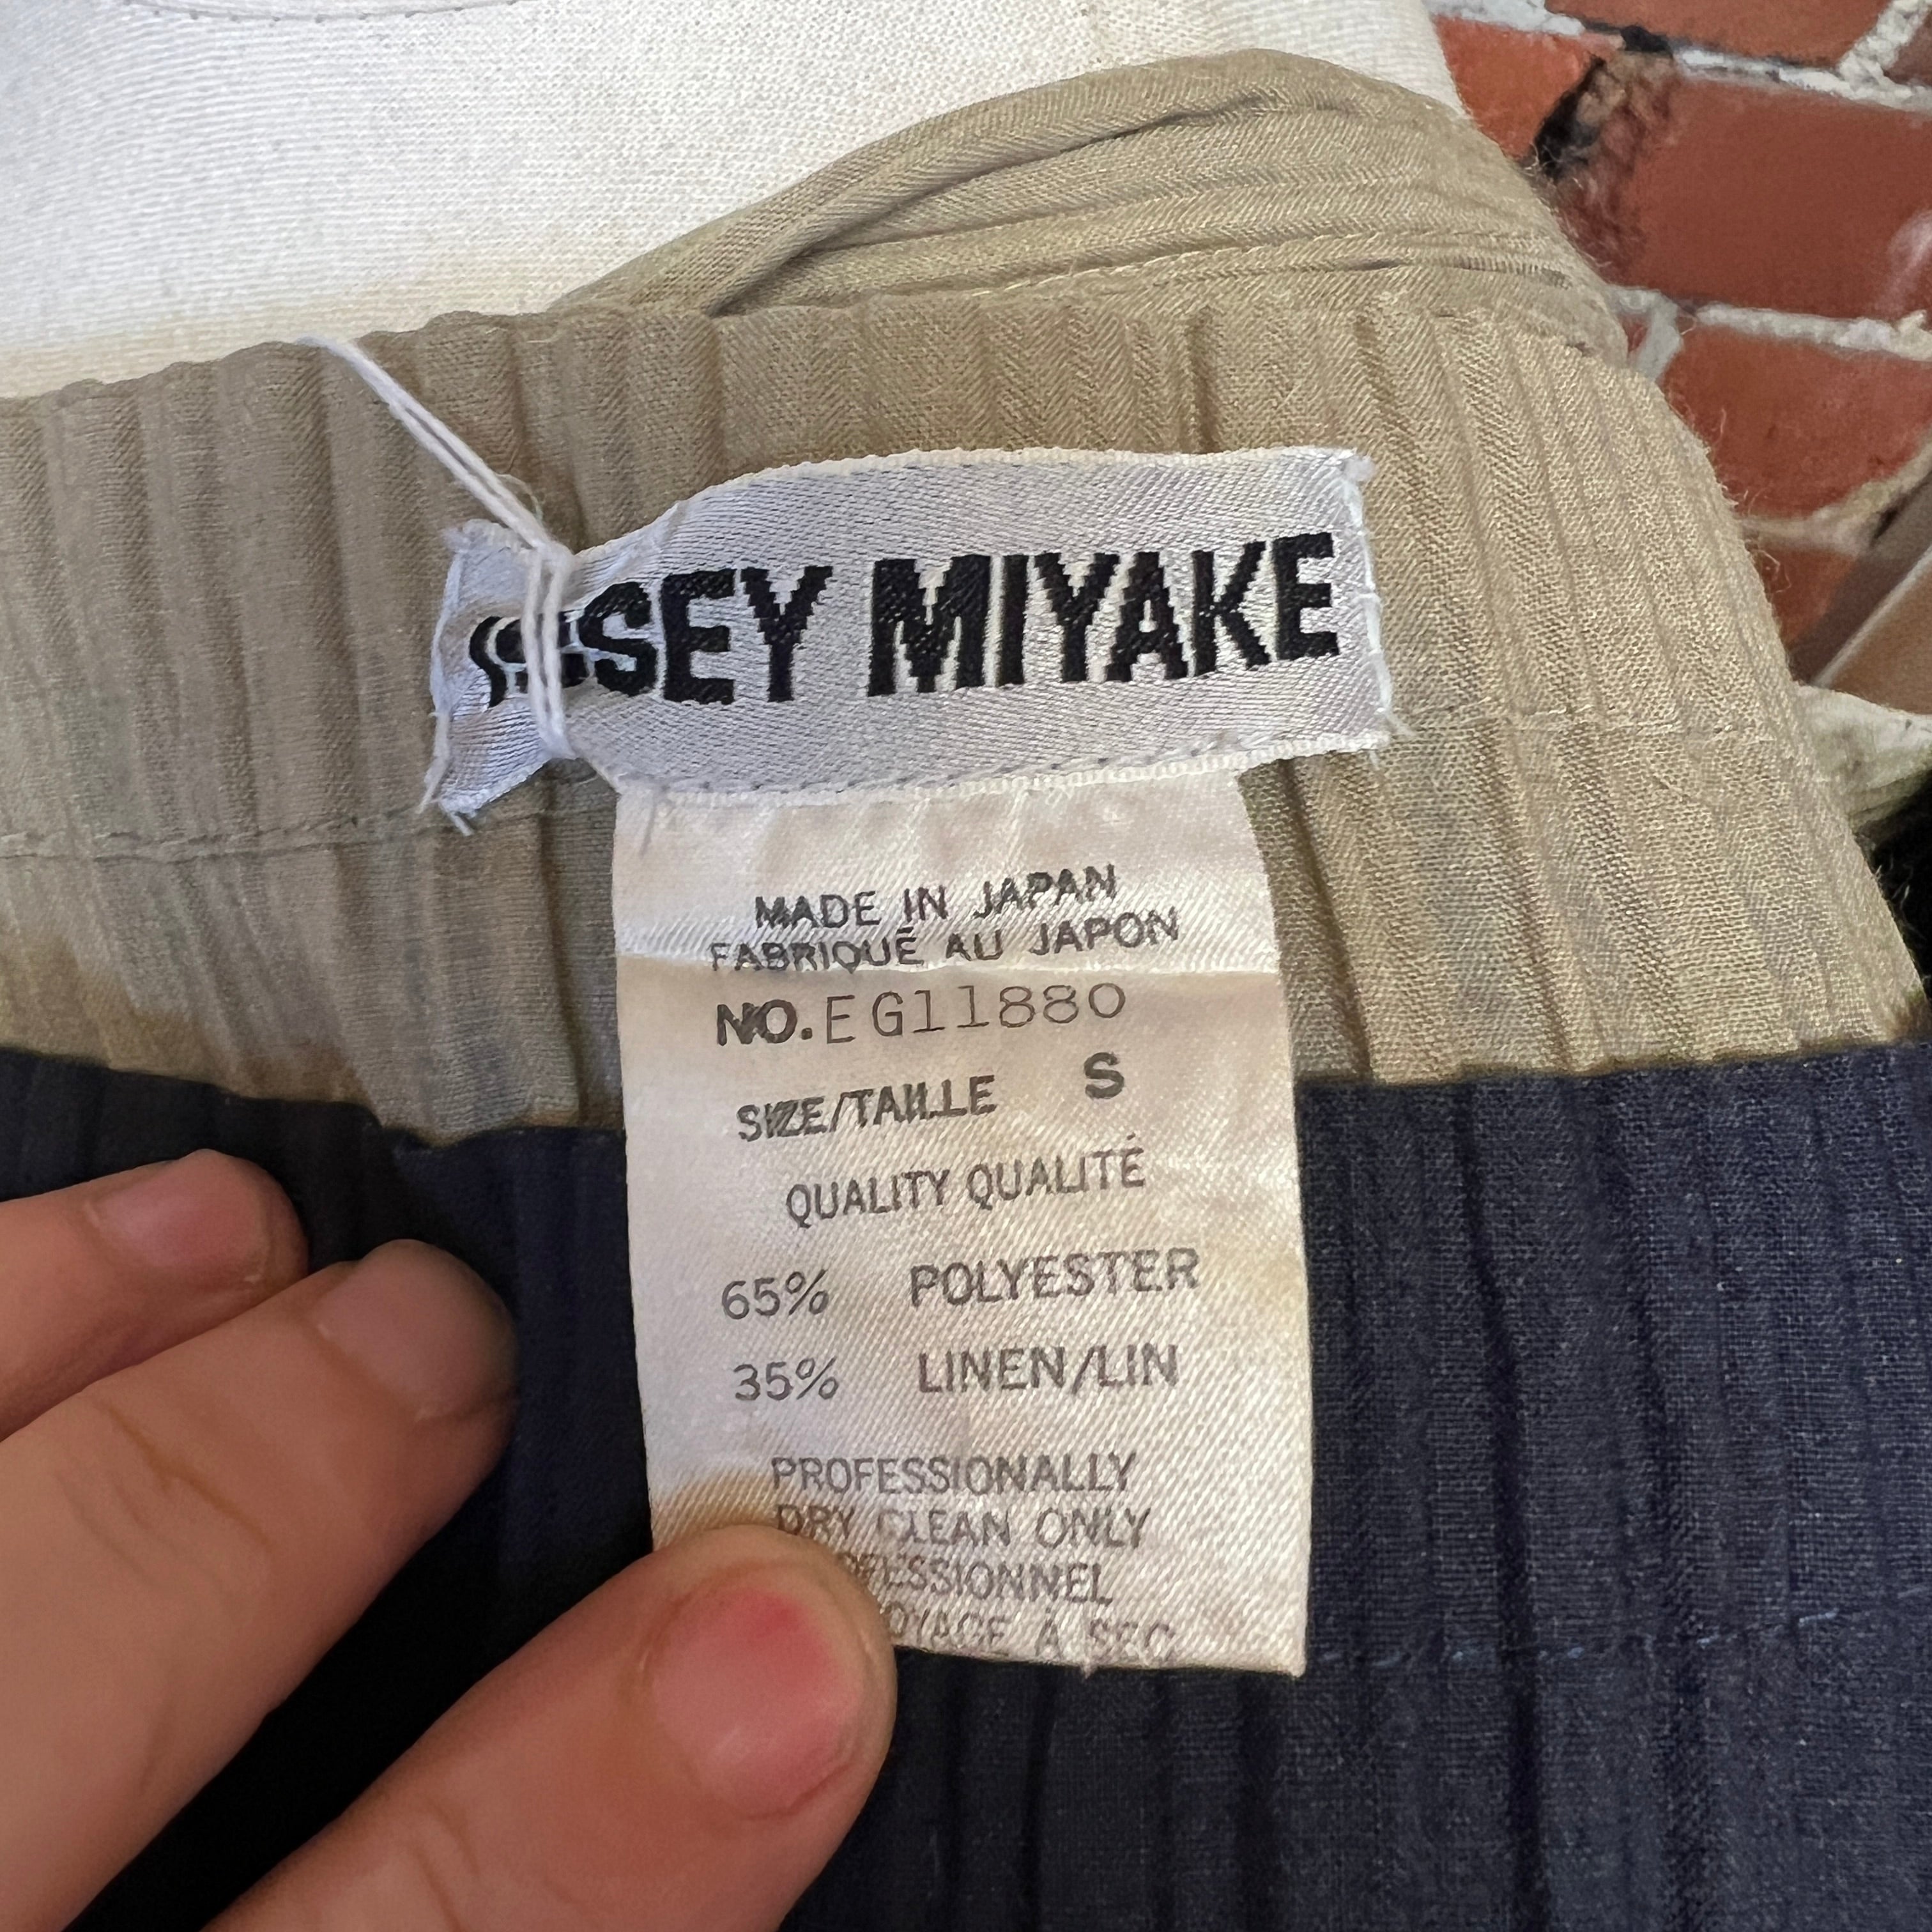 ISSEY MIYAKE
MADE IN JAPAN
FABRIQUÉ AU JAPON
NO. EG11880
SIZE/TAILLE S
QUALITY QUALITÉ
65% POLYESTER
35% LINEN/LIN
PROFESSIONALLY
DRY CLEAN ONLY
À SEC